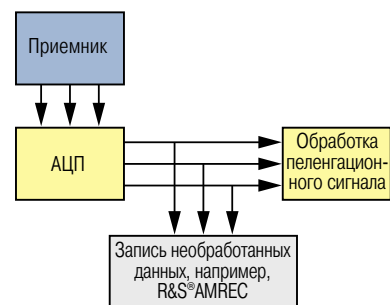 Приемник
АЦП
Обработка
пеленгацион-
ного сигнала
Запись необработанных
данных, например,
R&S®AMREC